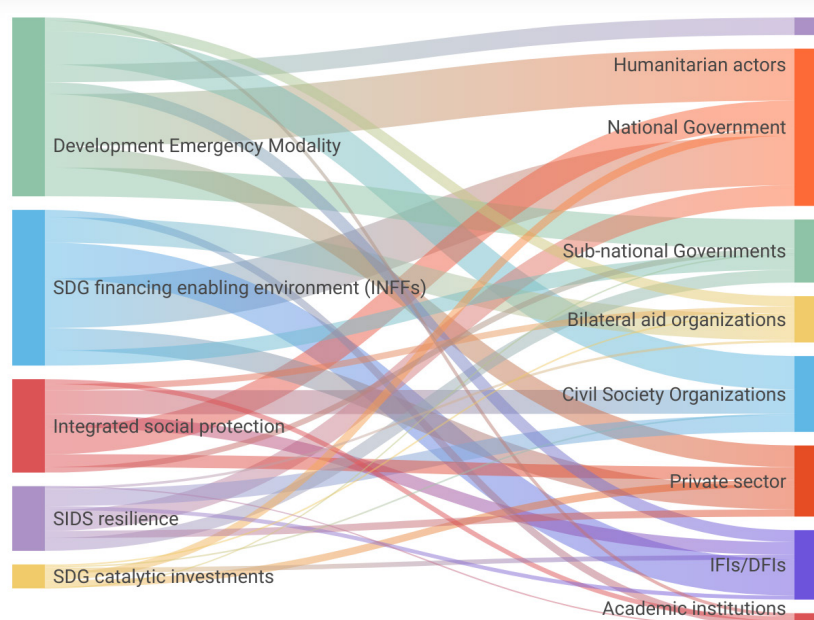 Humanitarian actors
National Government
Development Emergency Modality
Sub-national Governments
SDG financing enabling environment (INFFs)
Bilateral aid organizations
Civil Society Organizations
Integrated social protection
Private sector
SIDS resilience
IFIs/DFIs
SDG catalytic investments
Academic institutions